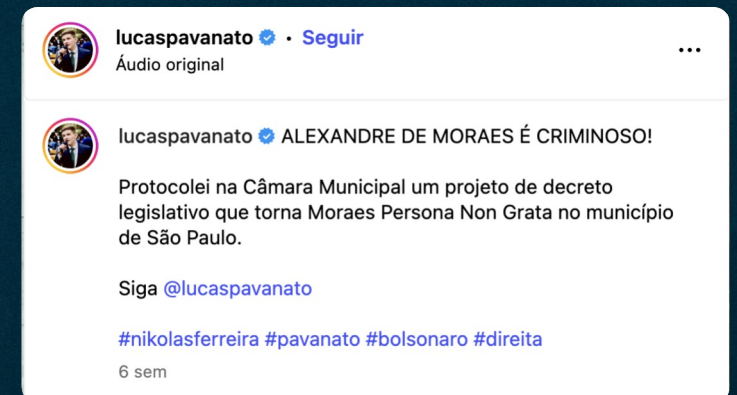 lucaspavanato • Seguir
Áudio original
lucaspavanato ALEXANDRE DE MORAES É CRIMINOSO!
Protocolei na Câmara Municipal um projeto de decreto
legislativo que torna Moraes Persona Non Grata no município
de São Paulo.
Siga @lucaspavanato
#nikolasferreira #pavanato #bolsonaro #direita
6 sem